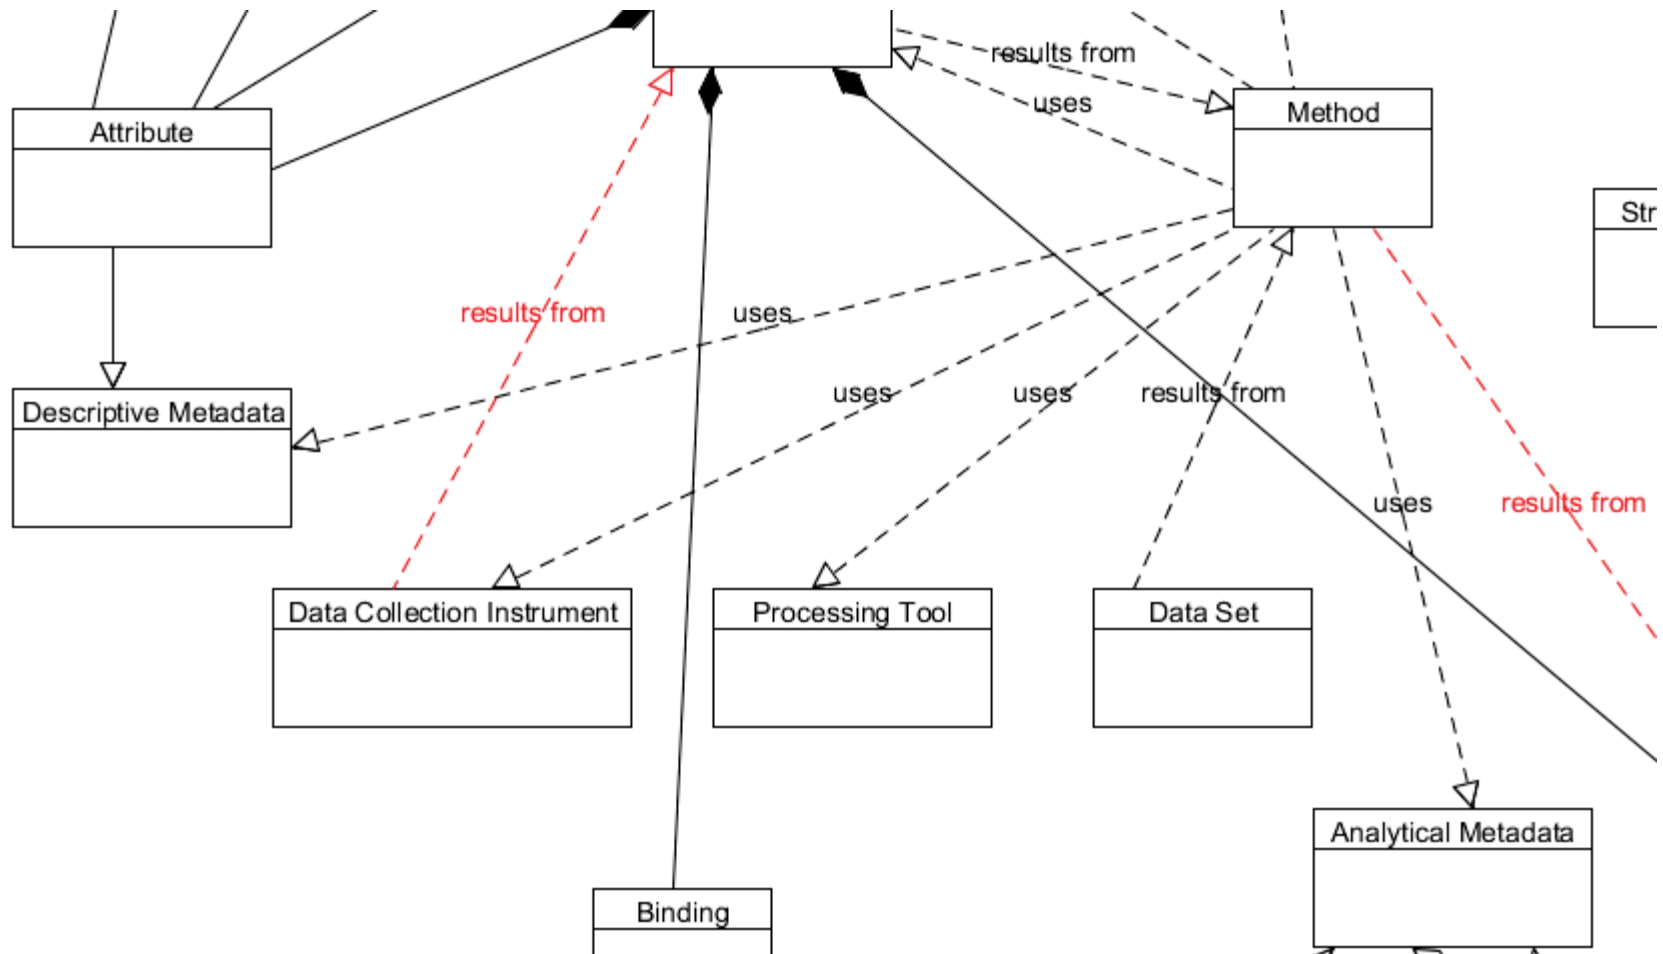 results from
uses
Method
Attribute
Str
results from
uses
uses
uses
results from
Descriptive Metadata
uses
results from
Data Collection Instrument
Processing Tool
Data Set
Analytical Metadata
Binding